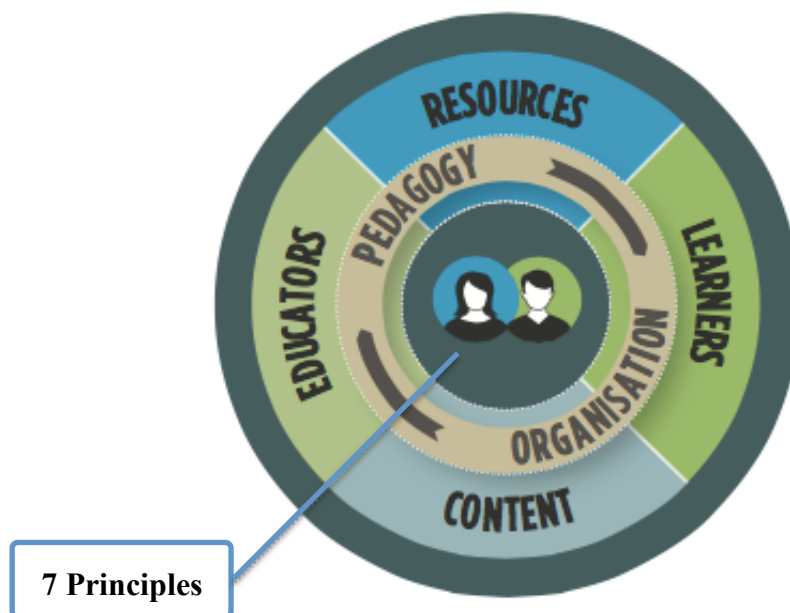 RESOURCES
PEDAGOGY
EDUCATORS
LEARNERS
ORGANISATION
CONTENT
7 Principles